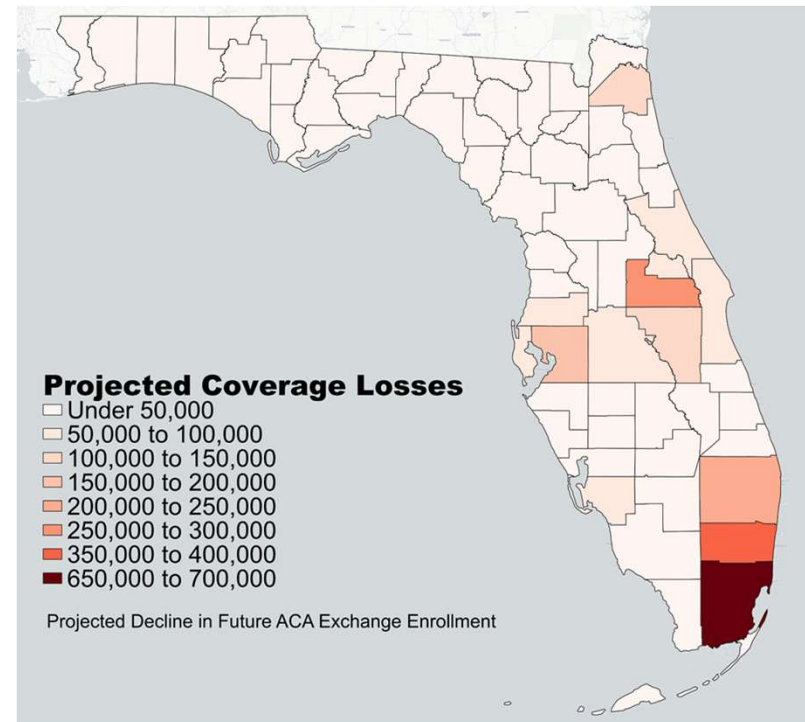 Projected Coverage Losses
Under 50,000
50,000 to 100,000
100,000 to 150,000
150,000 to 200,000
200,000 to 250,000
250,000 to 300,000
350,000 to 400,000
650,000 to 700,000
Projected Decline in Future ACA Exchange Enrollment